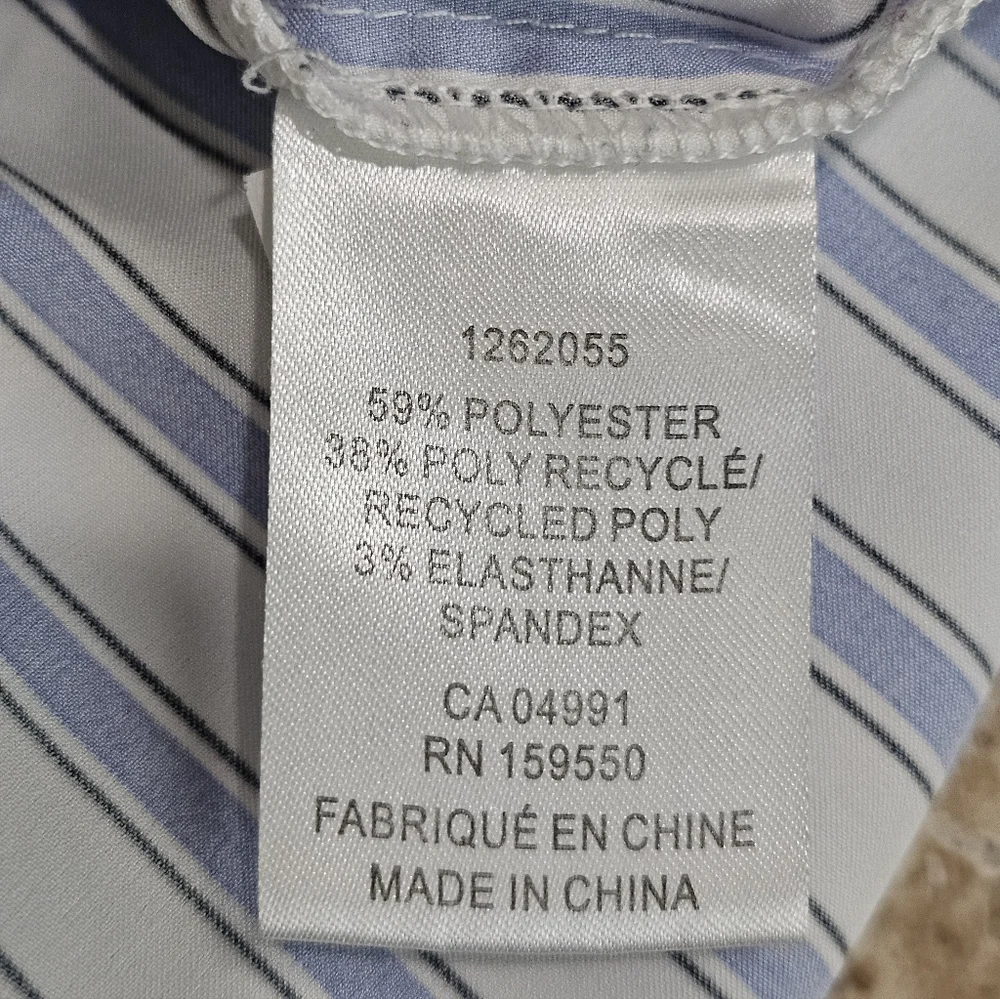 1262055
59% POLYESTER
38% POLY RECYCLÉ/
RECYCLED POLY
3% ELASTHANNE/
SPANDEX
CA 04991
RN 159550
FABRIQUÉ EN CHINE
MADE IN CHINA